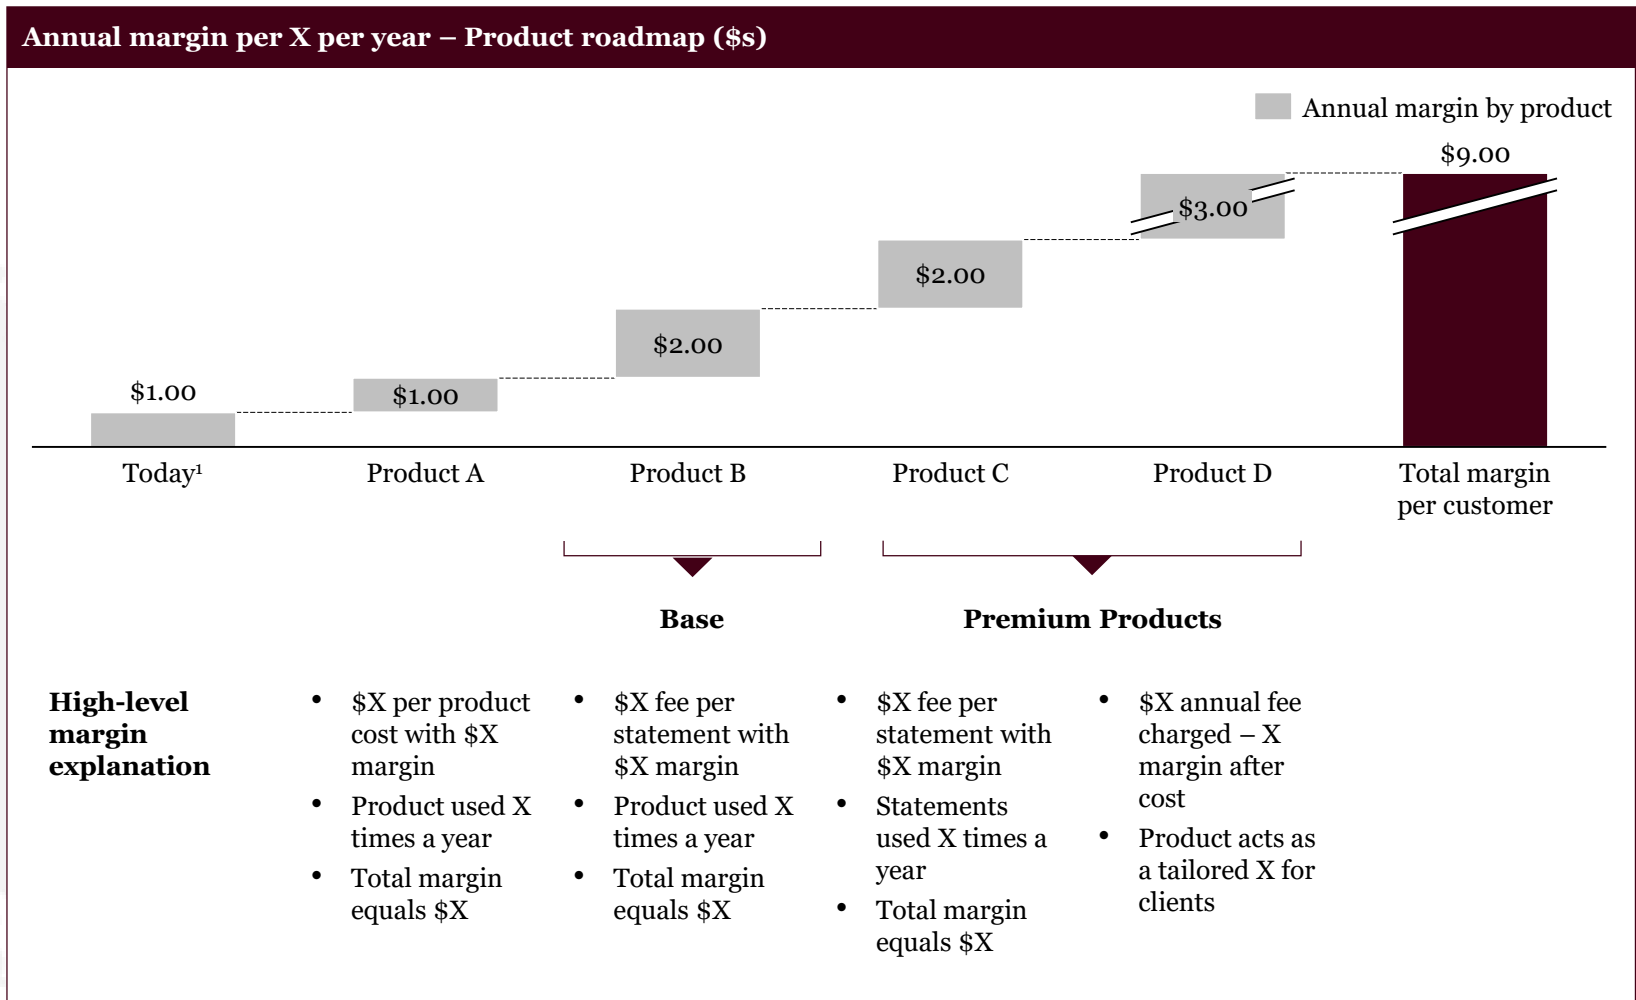 Annual margin per X per year – Product roadmap ($s)
Annual margin by product
$9.00
$3.00
$2.00
$2.00
$1.00
$1.00
Today¹
Product A
Product B
Product C
Product D
Total margin
per customer
Base
Premium Products
High-level
margin
explanation
• $X per product
cost with $X
margin
• Product used X
times a year
• Total margin
equals $X
• $X fee per
statement with
$X margin
• Product used X
times a year
• Total margin
equals $X
• $X fee per
statement with
$X margin
• Statements
used X times a
year
• Total margin
equals $X
• $X annual fee
charged – X
margin after
cost
• Product acts as
a tailored X for
clients